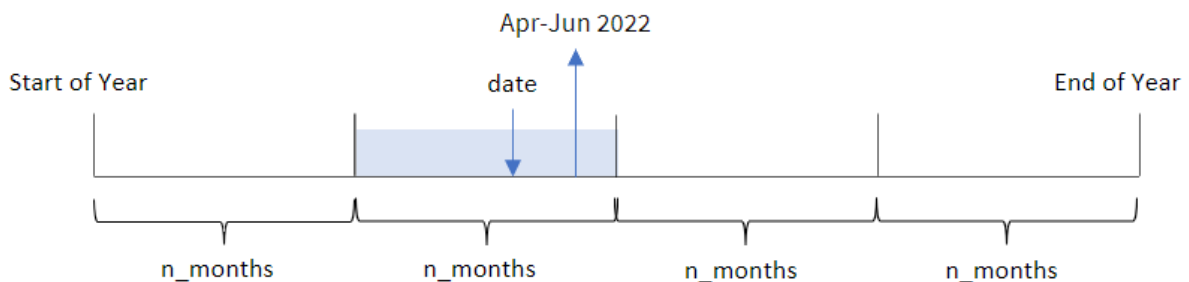 Apr-Jun 2022
Start of Year
date
End of Year
n_months
n_months
n_months
n_months